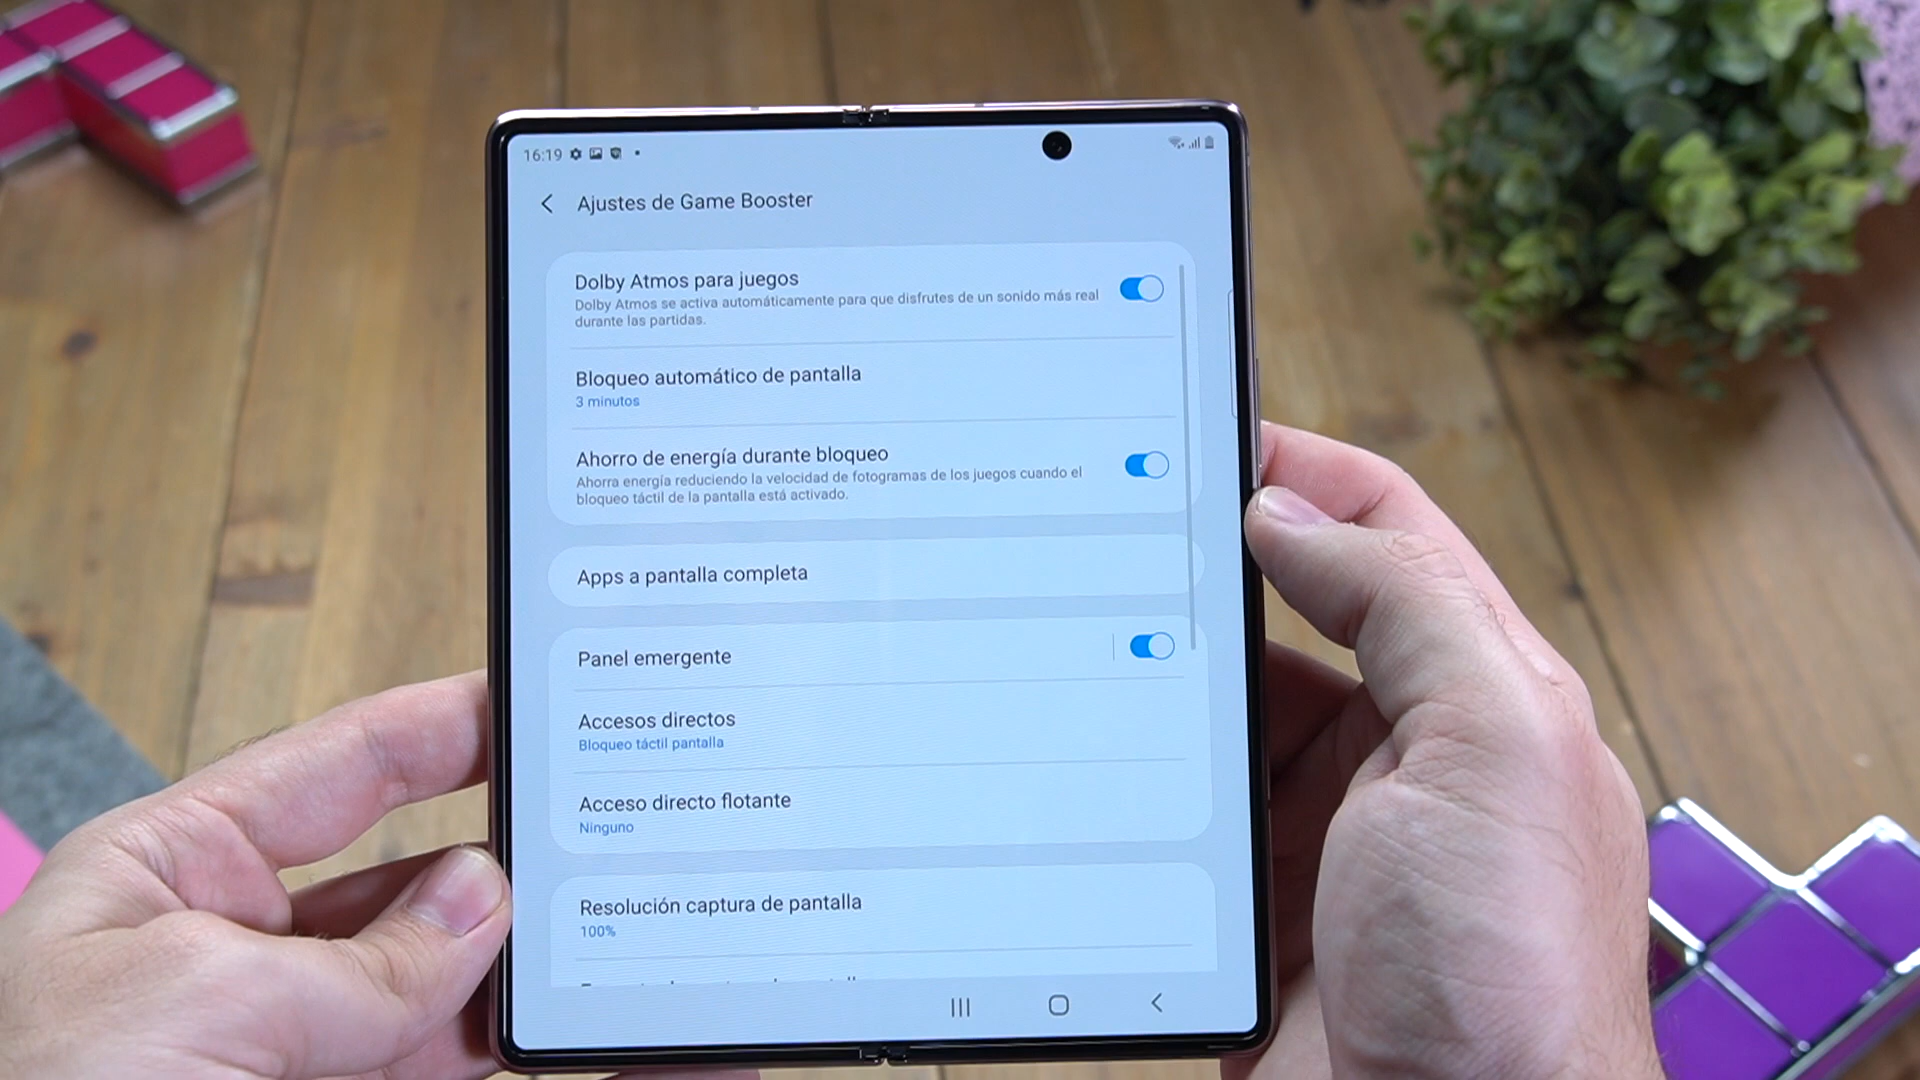 16:19
Ajustes de Game Booster
Dolby Atmos para juegos
Dolby Atmos se activa automáticamente para que disfrutes de un sonido más real
durante las partidas.
Bloqueo automático de pantalla
3 minutos
Ahorro de energía durante bloqueo
Ahorra energía reduciendo la velocidad de fotogramas de los juegos cuando el
bloqueo táctil de la pantalla está activado.
Apps a pantalla completa
Panel emergente
Accesos directos
Bloqueo táctil pantalla
Acceso directo flotante
Ninguno
Resolución captura de pantalla
100%